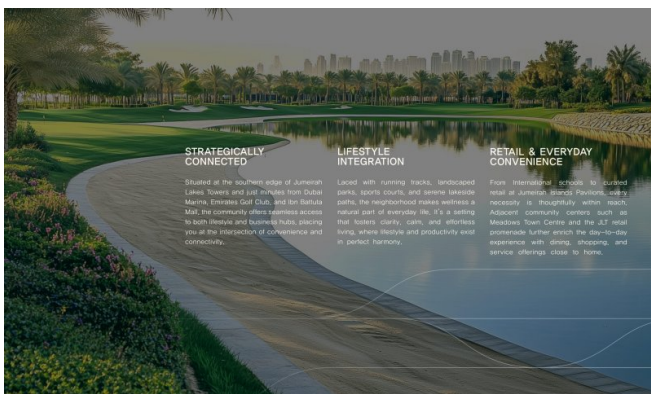 STRATEGICALLY
CONNECTED
Situated at the southern edge of Jumeirah
Lakes Towers and just minutes from Dubai
Marina, Emirates Golf Club, and Ibn Battuta
Mall, the community offers seamless access
to both lifestyle and business hubs, placing
you at the intersection of convenience and
connectivity.
LIFESTYLE
INTEGRATION
Laced with running tracks, landscaped
parks, sports courts, and serene lakeside
paths, the neighborhood makes wellness a
natural part of everyday life, it's a setting
that fosters clarity, calm, and effortless
living, where lifestyle and productivity exist
in perfect harmony.
RETAIL & EVERYDAY
CONVENIENCE
From International schools to curated
retail at Jumeirah Islands Pavilions, every
necessity is thoughtfully within reach.
Adjacent community centers such as
Meadows Town Centre and the JLT retail
promenade further enrich the day-to-day
experience with dining, shopping, and
service offerings close to home.